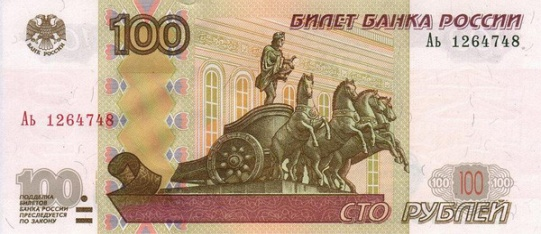 100
БИЛЕТ БАНКА РОССИИ
Аь 1264748
БАНК РОССИИ
Аь 1264748
100
ПОДДЕЛКА
БИЛЕТОВ
БАНКА РОССИИ
ПРЕСЛЕДУЕТСЯ
ПО ЗАКОНУ
100 100 100
СТО РУБЛЕЙ